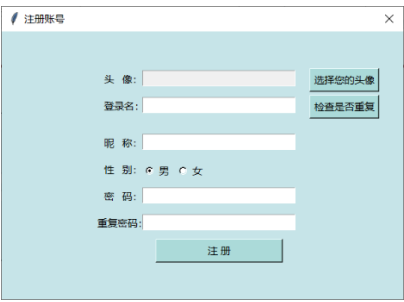 注册账号
头 像: 选择您的头像
登录名: 检查是否重复
昵 称:
性 别: 男 女
密 码:
重复密码:
注 册